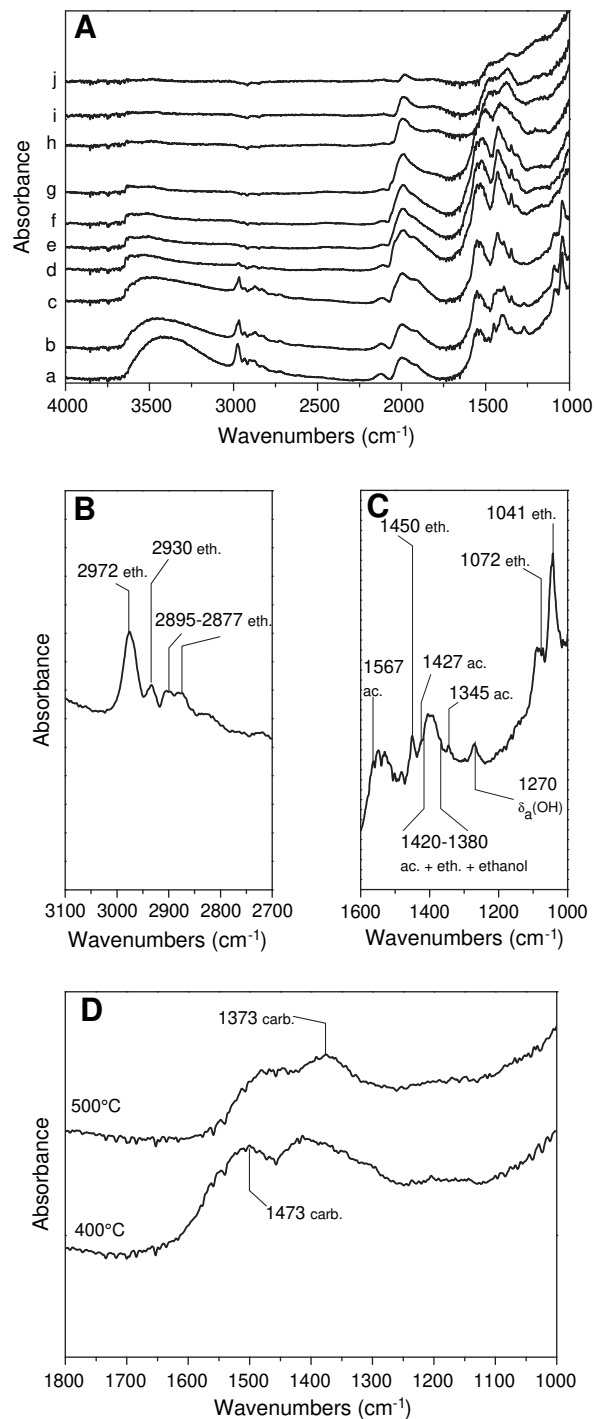 A
j
i
h
g
f
e
d
c
b
a
Absorbance
4000 3500 3000 2500 2000 1500 1000
Wavenumbers (cm-1)
B
2930 eth.
2972 eth.
2895-2877 eth.
Absorbance
3100 3000 2900 2800 2700
Wavenumbers (cm-1)
C
1041 eth.
1450 eth.
1072 eth.
1567
ac.
1427 ac.
1345 ac.
1270
δa(OH)
1420-1380
ac. + eth. + ethanol
1600 1400 1200 1000
Wavenumbers (cm-1)
D
1373 carb.
500°C
1473 carb.
400°C
Absorbance
1800 1700 1600 1500 1400 1300 1200 1100 1000
Wavenumbers (cm-1)